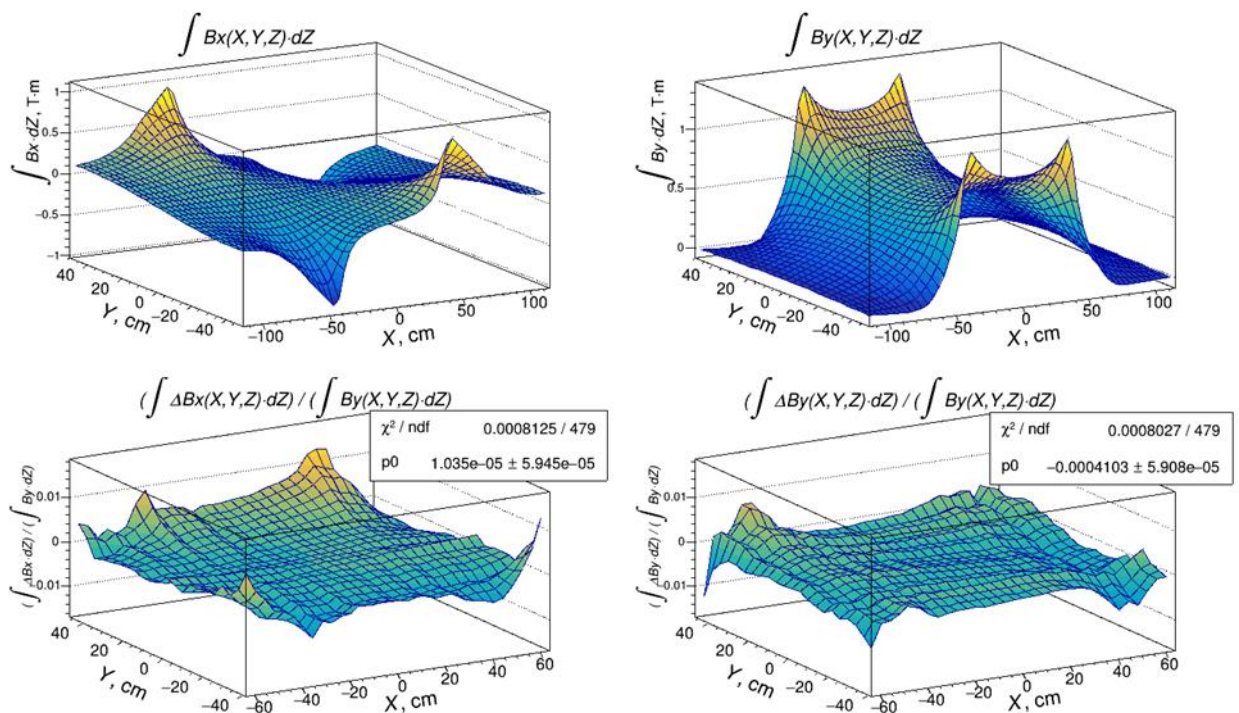 ∫ Bx(X,Y,Z)·dZ
∫ Bx·dZ, T·m
1
0.5
0
−0.5
−1
40
20
0
−20
−40
Y, cm
−100
−50
0
50
100
X, cm
∫ By(X,Y,Z)·dZ
∫ By·dZ, T·m
1
0.5
0
40
20
0
−20
−40
Y, cm
−100
−50
0
50
100
X, cm
(∫ ΔBx(X,Y,Z)·dZ) / (∫ By(X,Y,Z)·dZ)
χ² / ndf 0.0008125 / 479
p0 1.035e−05 ± 5.945e−05
(∫ ΔBx·dZ) / (∫ By·dZ)
0.01
0
−0.01
40
20
0
−20
−40
Y, cm
−60
−40
−20
0
20
40
60
X, cm
(∫ ΔBy(X,Y,Z)·dZ) / (∫ By(X,Y,Z)·dZ)
χ² / ndf 0.0008027 / 479
p0 −0.0004103 ± 5.908e−05
(∫ ΔBy·dZ) / (∫ By·dZ)
0.01
0
−0.01
40
20
0
−20
−40
Y, cm
−60
−40
−20
0
20
40
60
X, cm